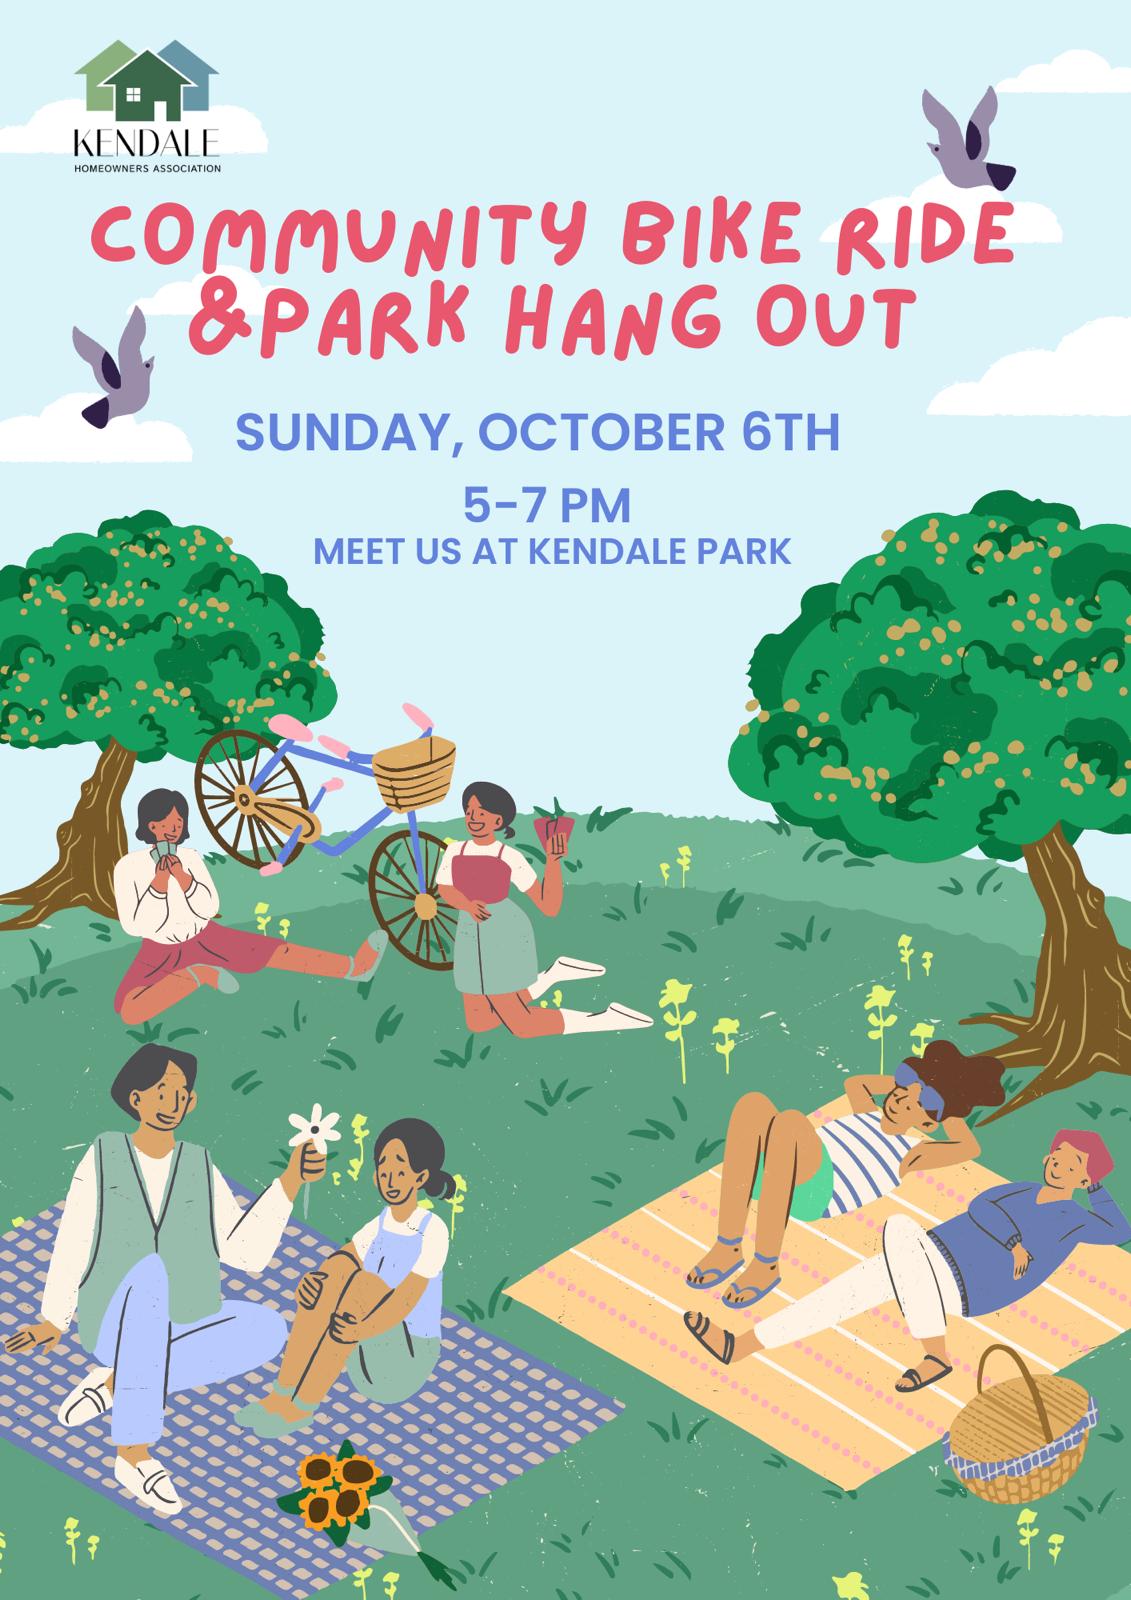 KENDALE
HOMEOWNERS ASSOCIATION
COMMUNITY BIKE RIDE
&PARK HANG OUT
SUNDAY, OCTOBER 6TH
5-7 PM
MEET US AT KENDALE PARK